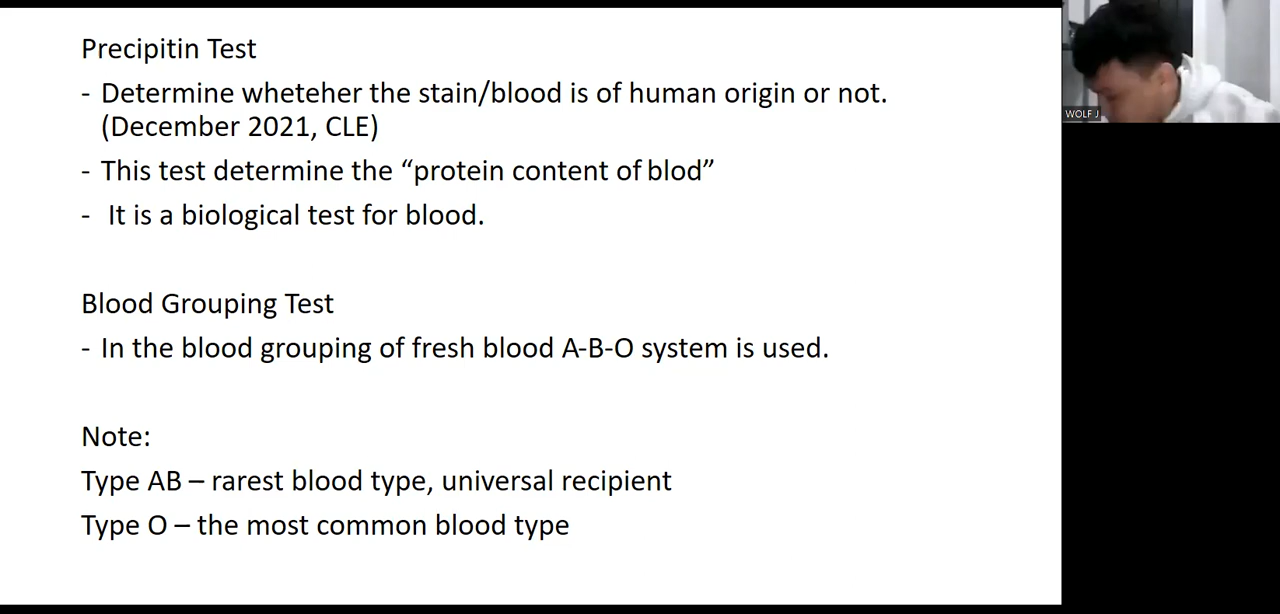 Precipitin Test
- Determine wheteher the stain/blood is of human origin or not.
(December 2021, CLE)
- This test determine the “protein content of blod”
- It is a biological test for blood.
Blood Grouping Test
- In the blood grouping of fresh blood A-B-O system is used.
Note:
Type AB – rarest blood type, universal recipient
Type O – the most common blood type
WOLF J